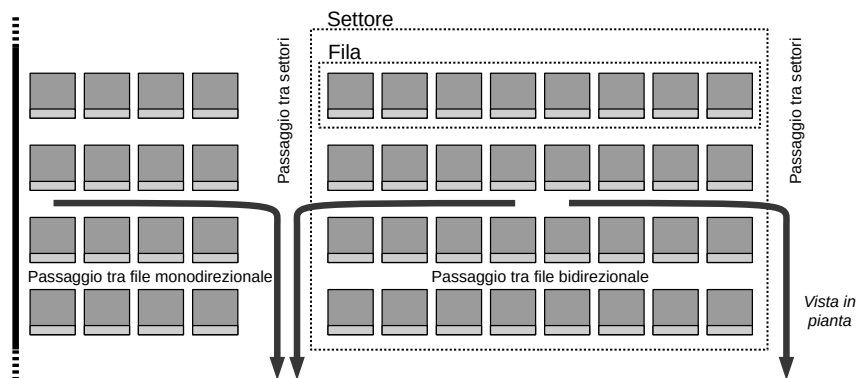 Settore
Fila
Passaggio tra settori
Passaggio tra settori
Passaggio tra file monodirezionale
Passaggio tra file bidirezionale
Vista in
pianta